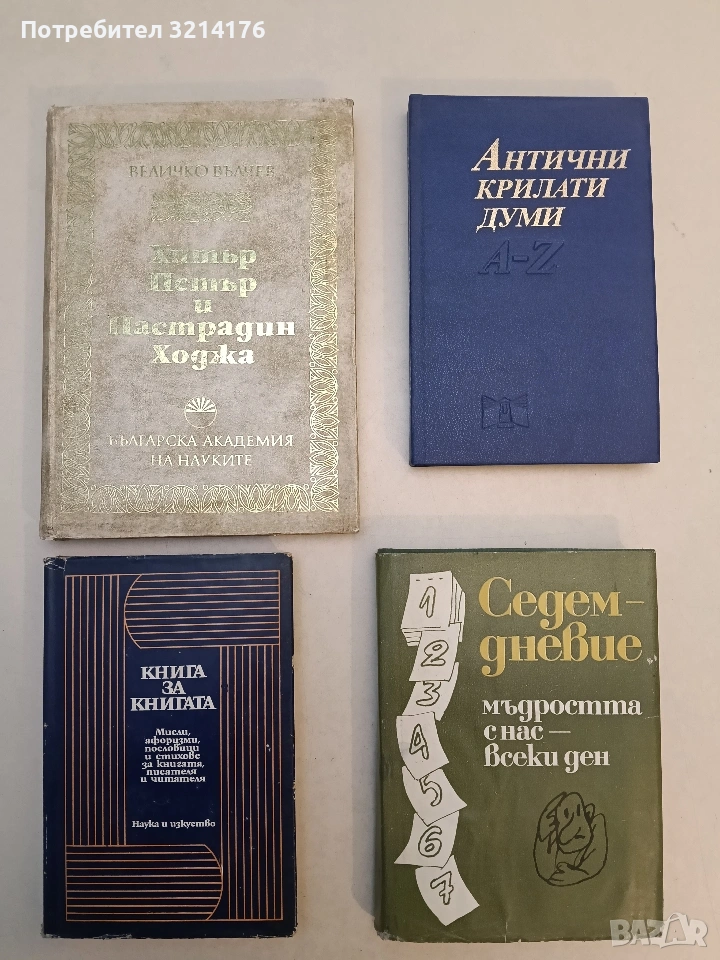 Потребител 3214176
ВЕЛИЧКО ВЪЛЧЕВ
Хитър
Петър
и
Настрадин
Ходжа
БЪЛГАРСКА АКАДЕМИЯ
НА НАУКИТЕ
АНТИЧНИ
КРИЛАТИ
ДУМИ
A-Z
КНИГА
ЗА
КНИГАТА
Мисли,
афоризми,
пословици
и стихове
за книгата,
писателя
и читателя
Наука и изкуство
1
2
3
4
5
6
7
Седем-
дневие
мъдростта
с нас —
всеки ден
BAZAR